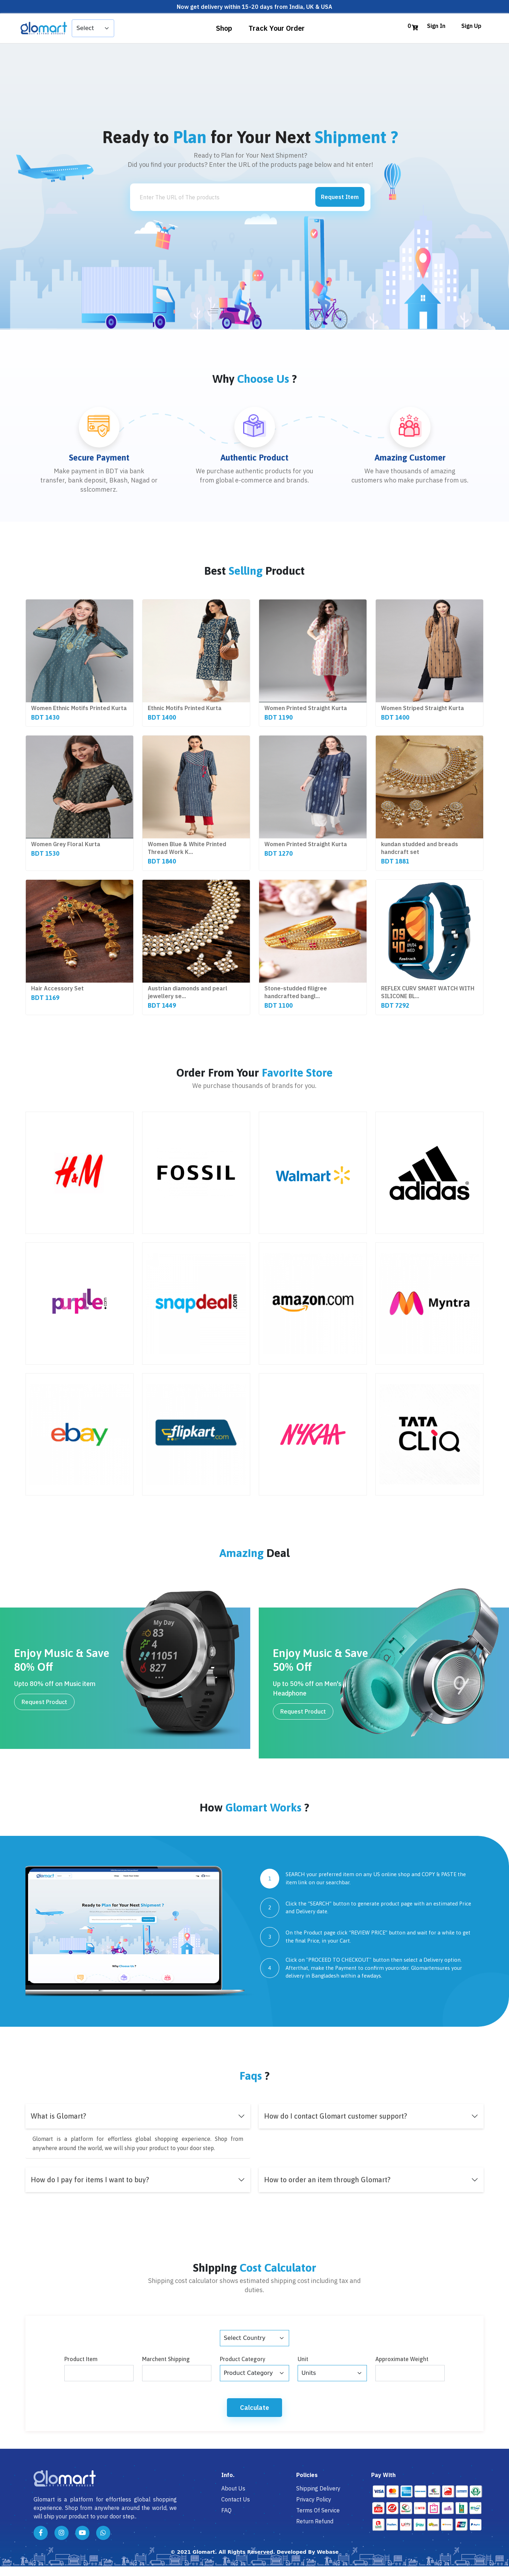 Now get delivery within 15-20 days from India, UK & USA
glomart
Select
Shop
Track Your Order
0
Sign In
Sign Up
Ready to Plan for Your Next Shipment ?
Ready to Plan for Your Next Shipment?
Did you find your products? Enter the URL of the products page below and hit enter!
Enter The URL of The products
Request Item
Why Choose Us ?
Secure Payment
Make payment in BDT via bank
transfer, bank deposit, Bkash, Nagad or
sslcommerz.
Authentic Product
We purchase authentic products for you
from global e-commerce and brands.
Amazing Customer
We have thousands of amazing
customers who make purchase from us.
Best Selling Product
Women Ethnic Motifs Printed Kurta
BDT 1430
Ethnic Motifs Printed Kurta
BDT 1400
Women Printed Straight Kurta
BDT 1190
Women Striped Straight Kurta
BDT 1400
Women Grey Floral Kurta
BDT 1530
Women Blue & White Printed
Thread Work K...
BDT 1840
Women Printed Straight Kurta
BDT 1270
kundan studded and breads
handcraft set
BDT 1881
Hair Accessory Set
BDT 1169
Austrian diamonds and pearl
jewellery se...
BDT 1449
Stone-studded filigree
handcrafted bangl...
BDT 1100
REFLEX CURV SMART WATCH WITH
SILICONE BL...
BDT 7292
Order From Your Favorite Store
We purchase thousands of brands for you.
H&M
FOSSIL
Walmart
adidas
purplle.com
snapdeal.com
amazon.com
Myntra
ebay
flipkart.com
NYKAA
TATA CLiQ
Amazing Deal
Enjoy Music & Save
80% Off
Upto 80% off on Music item
Request Product
My Day
83
4
11051
827
Enjoy Music & Save
50% Off
Up to 50% off on Men's
Headphone
Request Product
How Glomart Works ?
Ready to Plan for Your Next Shipment ?
Why Choose Us ?
1
SEARCH your preferred item on any US online shop and COPY & PASTE the
item link on our searchbar.
2
Click the "SEARCH" button to generate product page with an estimated Price
and Delivery date.
3
On the Product page click "REVIEW PRICE" button and wait for a while to get
the final Price, in your Cart.
4
Click on "PROCEED TO CHECKOUT" button then select a Delivery option.
Afterthat, make the Payment to confirm yourorder. Glomartensures your
delivery in Bangladesh within a fewdays.
Faqs ?
What is Glomart?
Glomart is a platform for effortless global shopping experience. Shop from
anywhere around the world, we will ship your product to your door step.
How do I contact Glomart customer support?
How do I pay for items I want to buy?
How to order an item through Glomart?
Shipping Cost Calculator
Shipping cost calculator shows estimated shipping cost including tax and
duties.
Select Country
Product Item
Marchent Shipping
Product Category
Product Category
Unit
Units
Approximate Weight
Calculate
glomart
Glomart is a platform for effortless global shopping
experience. Shop from anywhere around the world, we
will ship your product to your door step..
Info.
About Us
Contact Us
FAQ
Policies
Shipping Delivery
Privacy Policy
Terms Of Service
Return Refund
Pay With
VISA
© 2021 Glomart. All Rights Reserved. Developed By Webase